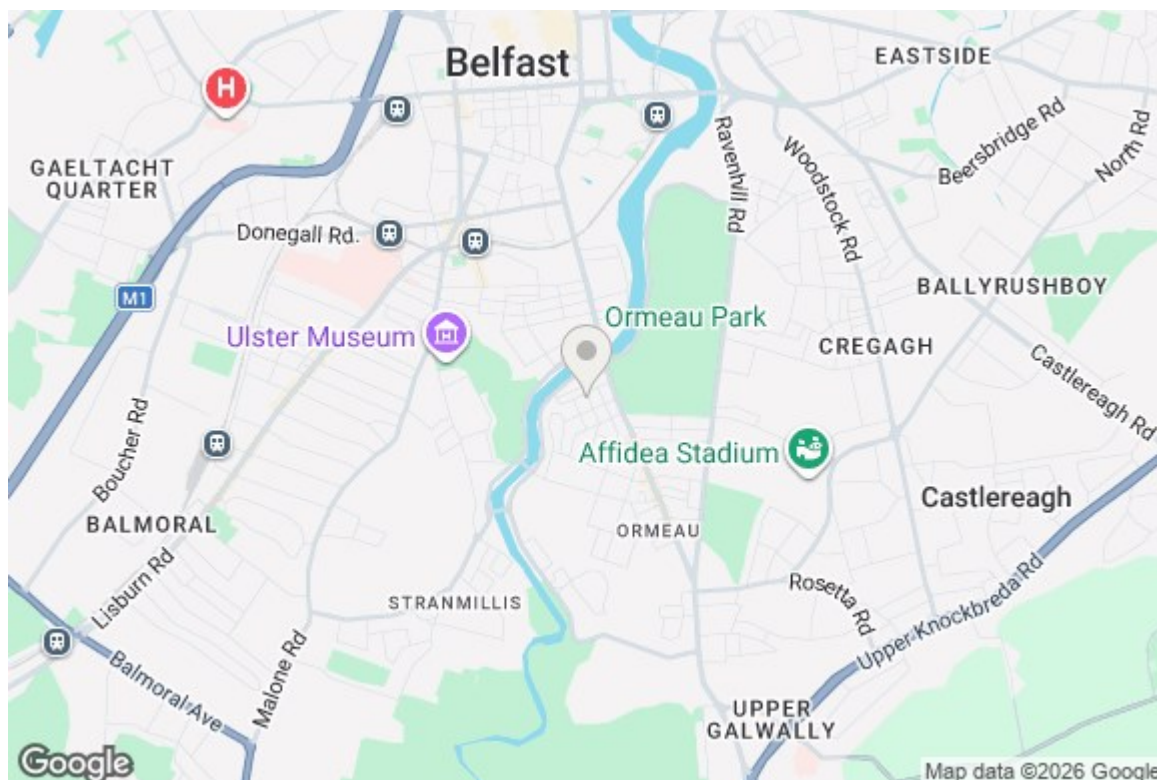 Belfast
EASTSIDE
H
GAELTACHT
QUARTER
Ravenhill Rd
Woodstock Rd
Beersbridge Rd
North Rd
Donegall Rd.
M1
BALLYRUSHBOY
Ulster Museum
Ormeau Park
CREGAGH
Castlereagh Rd
Boucher Rd
Affidea Stadium
Castlereagh
BALMORAL
ORMEAU
Lisburn Rd
STRANMILLIS
Rosetta Rd
Upper Knockbreda Rd
Malone Rd
Balmoral Ave
UPPER
GALWALLY
Google
Map data ©2026 Google